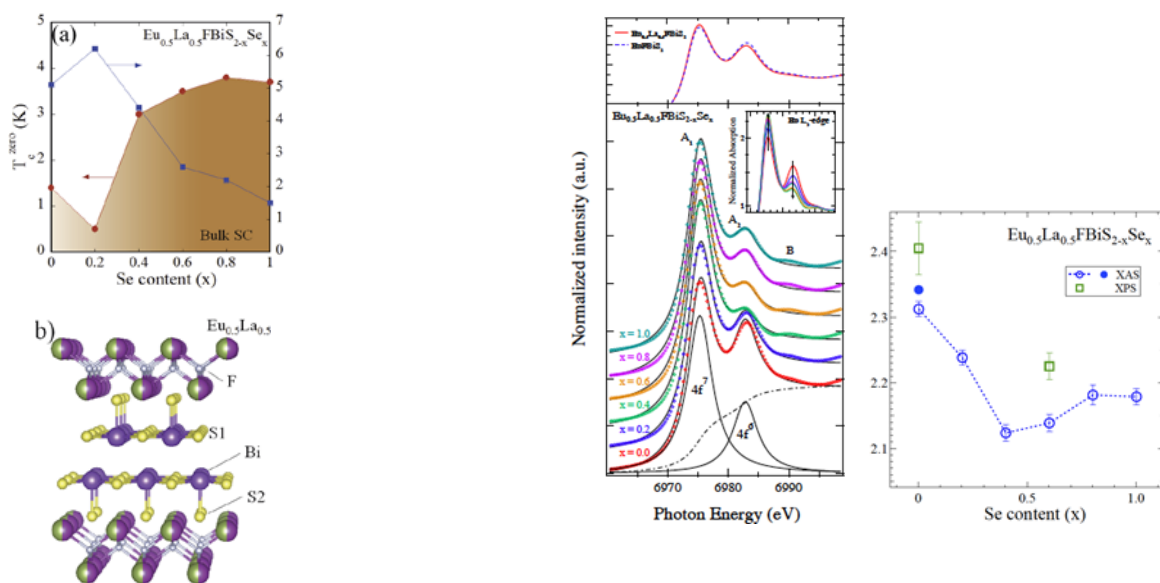 (a)
Eu0.5La0.5FBiS2-xSex
Tc zero (K)
5
4
3
2
1
0
7
6
5
4
3
2
1
0
Bulk SC
0 0.2 0.4 0.6 0.8 1
Se content (x)
b)
Eu0.5La0.5
F
S1
Bi
S2
Eu0.5La0.5FBiS2
EuFBiS2
Eu0.5La0.5FBiS2-xSex
A1
Eu L3-edge
Normalized Absorption
2
1
A2
B
Normalized intensity (a.u.)
x = 1.0
x = 0.8
x = 0.6
x = 0.4
x = 0.2
x = 0.0
4f7
4f6
6970 6980 6990
Photon Energy (eV)
Eu0.5La0.5FBiS2-xSex
XAS
XPS
2.4
2.3
2.2
2.1
0 0.5 1.0
Se content (x)